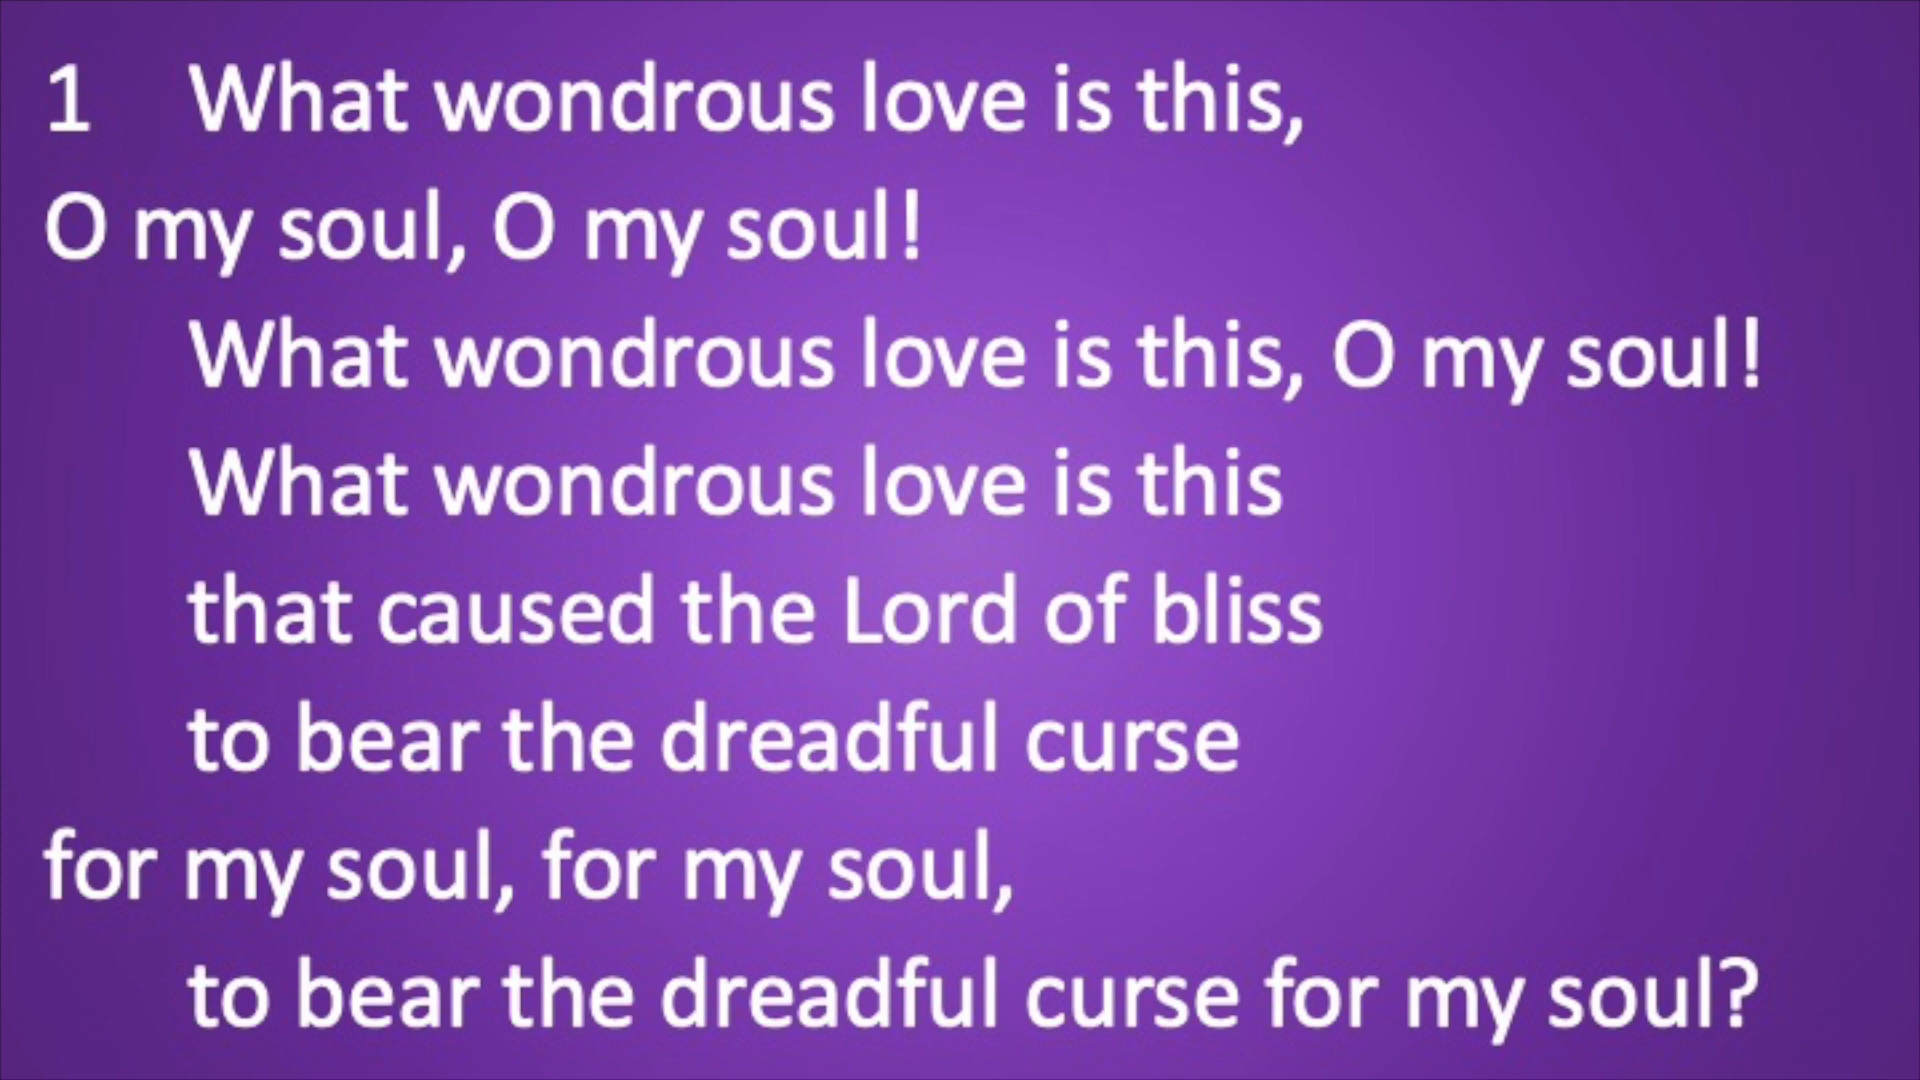 1 What wondrous love is this,
O my soul, O my soul!
What wondrous love is this, O my soul!
What wondrous love is this
that caused the Lord of bliss
to bear the dreadful curse
for my soul, for my soul,
to bear the dreadful curse for my soul?